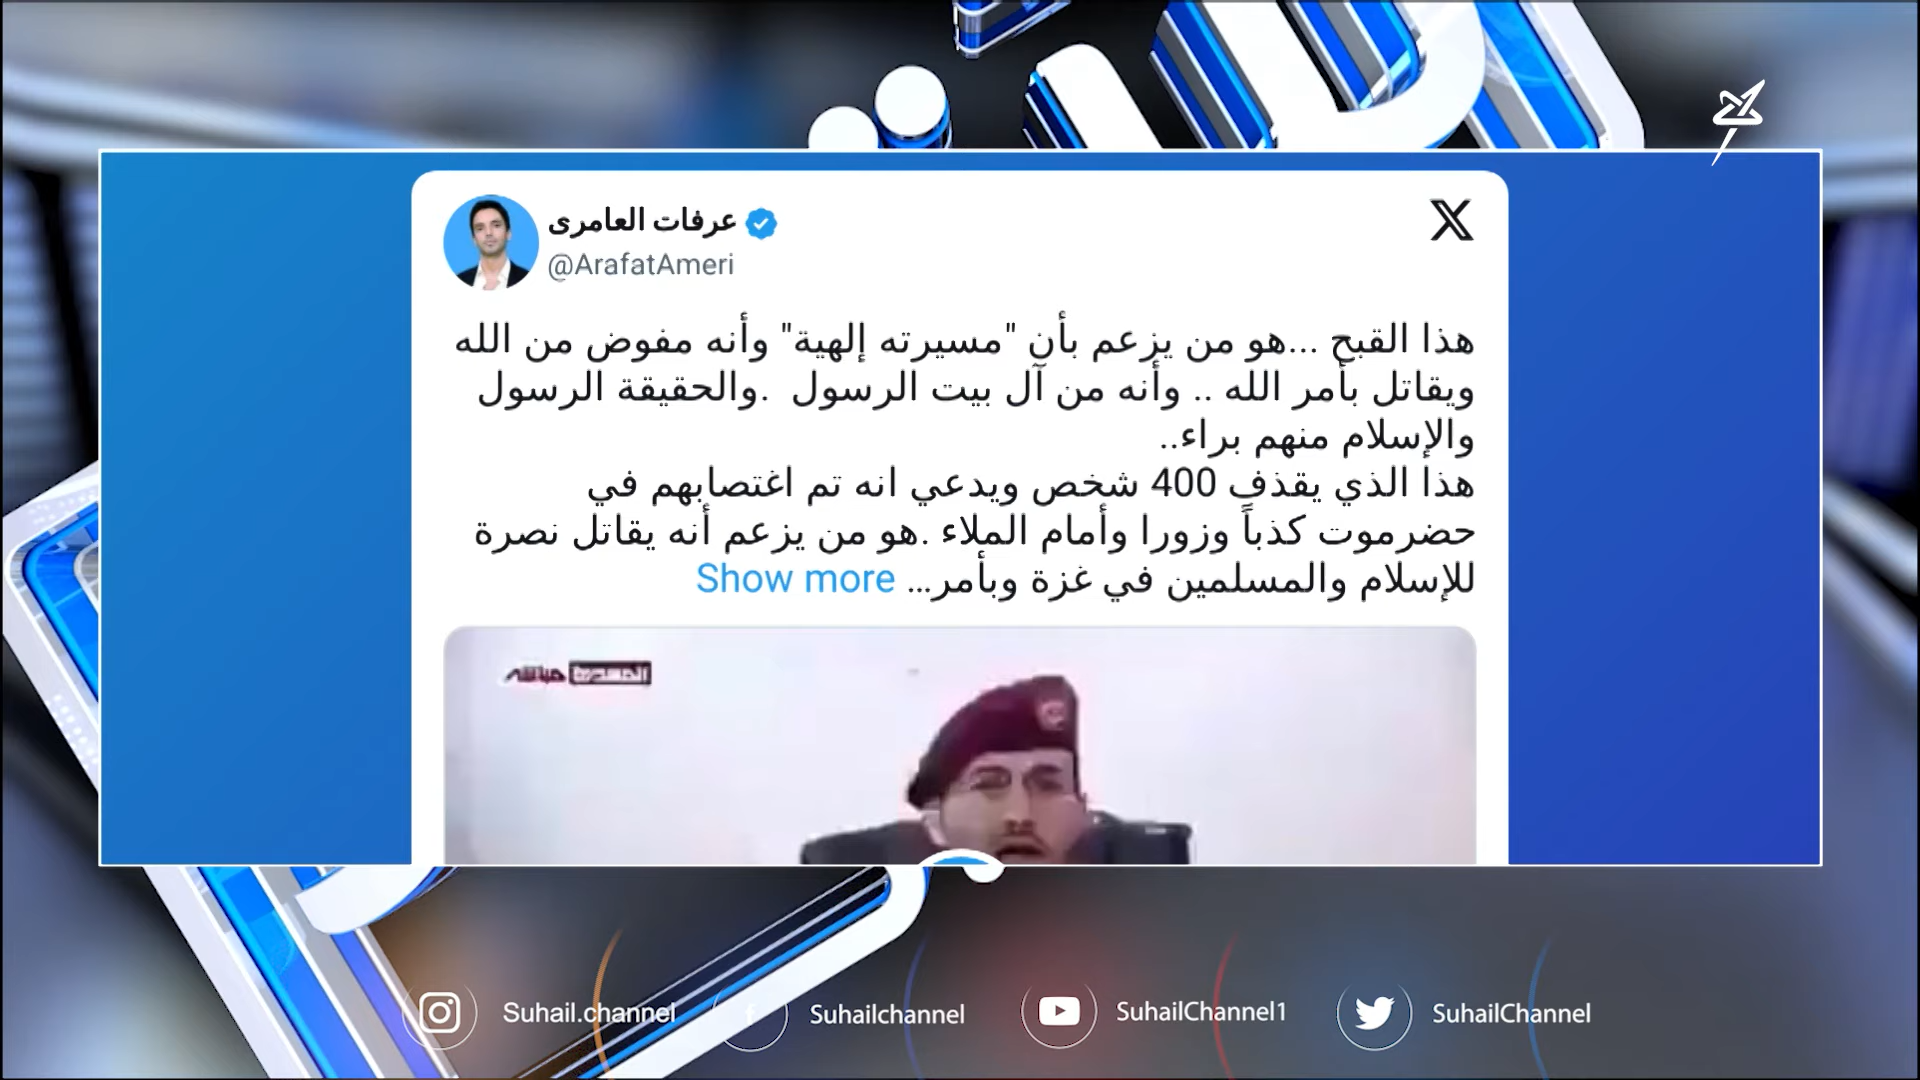 عرفات العامري
@ArafatAmeri
هذا القبح ...هو من يزعم بأن "مسيرته إلهية" وأنه مفوض من الله
ويقاتل بأمر الله .. وأنه من آل بيت الرسول .والحقيقة الرسول
والإسلام منهم براء..
هذا الذي يقذف 400 شخص ويدعي انه تم اغتصابهم في
حضرموت كذباً وزورا وأمام الملاء .هو من يزعم أنه يقاتل نصرة
للإسلام والمسلمين في غزة وبأمر... Show more
المسيرة مباشر
Suhail.channel
Suhailchannel
SuhailChannel1
SuhailChannel